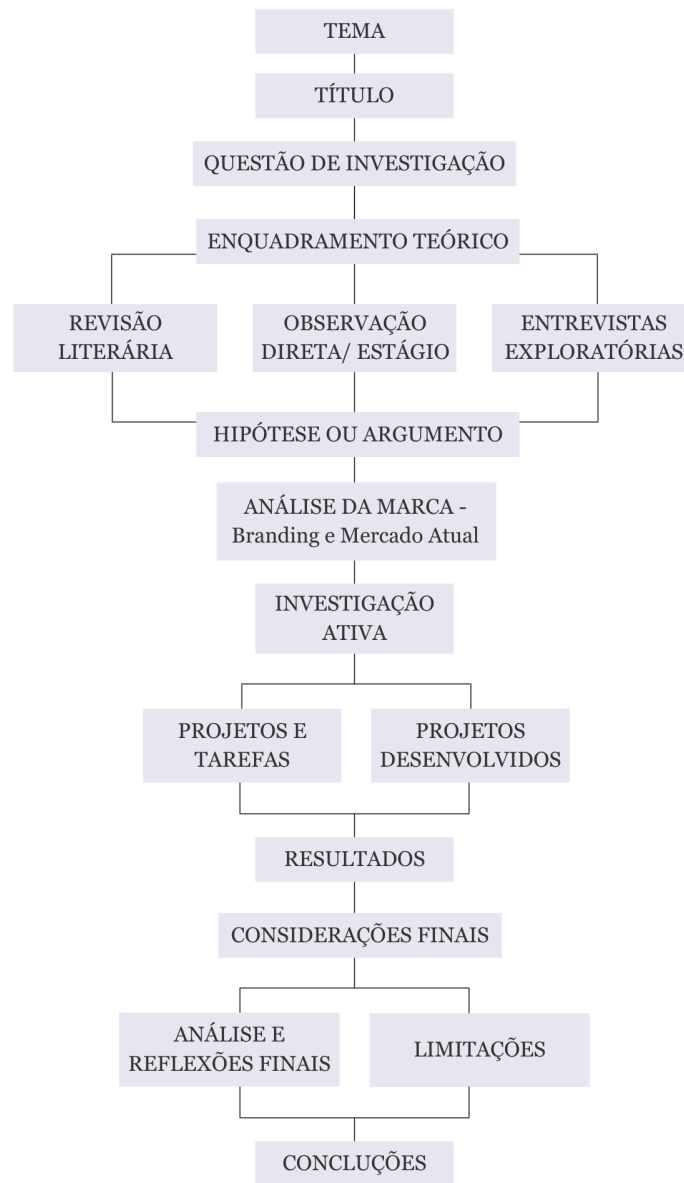 TEMA
TÍTULO
QUESTÃO DE INVESTIGAÇÃO
ENQUADRAMENTO TEÓRICO
REVISÃO
LITERÁRIA
OBSERVAÇÃO
DIRETA/ ESTÁGIO
ENTREVISTAS
EXPLORATÓRIAS
HIPÓTESE OU ARGUMENTO
ANÁLISE DA MARCA -
Branding e Mercado Atual
INVESTIGAÇÃO
ATIVA
PROJETOS E
TAREFAS
PROJETOS
DESENVOLVIDOS
RESULTADOS
CONSIDERAÇÕES FINAIS
ANÁLISE E
REFLEXÕES FINAIS
LIMITAÇÕES
CONCLUÇÕES